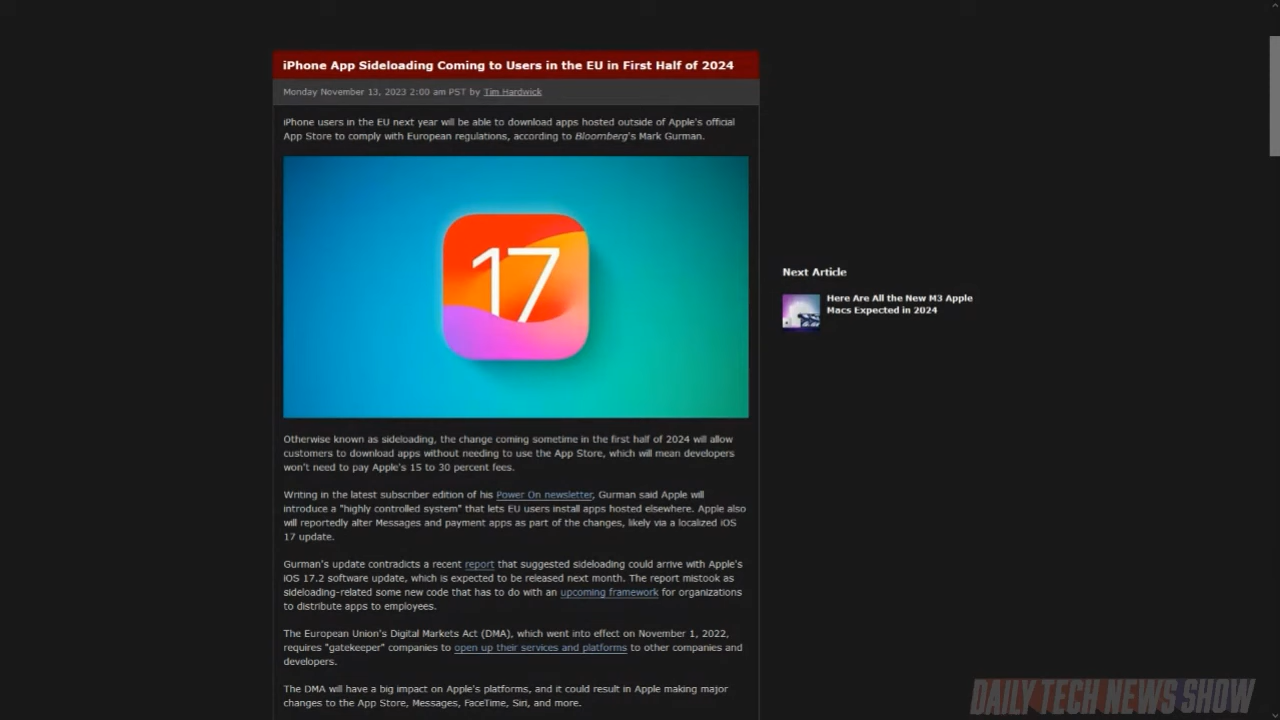 iPhone App Sideloading Coming to Users in the EU in First Half of 2024
Monday November 13, 2023 2:00 am PST by Tim Hardwick
iPhone users in the EU next year will be able to download apps hosted outside of Apple's official
App Store to comply with European regulations, according to Bloomberg's Mark Gurman.
17
Next Article
Here Are All the New M3 Apple
Macs Expected in 2024
Otherwise known as sideloading, the change coming sometime in the first half of 2024 will allow
customers to download apps without needing to use the App Store, which will mean developers
won't need to pay Apple's 15 to 30 percent fees.
Writing in the latest subscriber edition of his Power On newsletter, Gurman said Apple will
introduce a "highly controlled system" that lets EU users install apps hosted elsewhere. Apple also
will reportedly alter Messages and payment apps as part of the changes, likely via a localized iOS
17 update.
Gurman's update contradicts a recent report that suggested sideloading could arrive with Apple's
iOS 17.2 software update, which is expected to be released next month. The report mistook as
sideloading-related some new code that has to do with an upcoming framework for organizations
to distribute apps to employees.
The European Union's Digital Markets Act (DMA), which went into effect on November 1, 2022,
requires "gatekeeper" companies to open up their services and platforms to other companies and
developers.
The DMA will have a big impact on Apple's platforms, and it could result in Apple making major
changes to the App Store, Messages, FaceTime, Siri, and more.
DAILY TECH NEWS SHOW